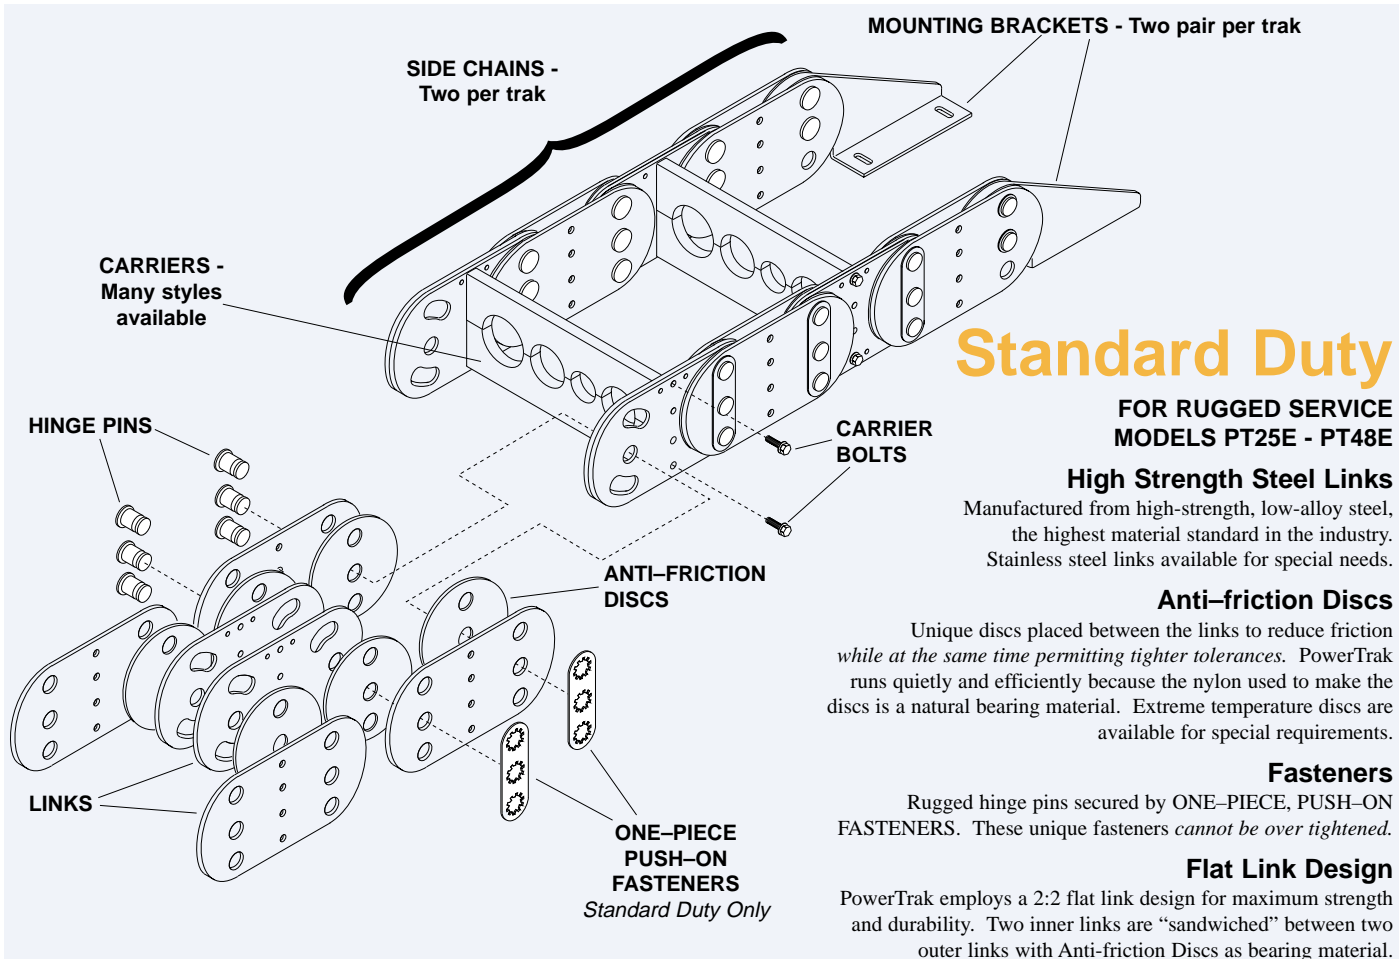 MOUNTING BRACKETS - Two pair per trak
SIDE CHAINS -
Two per trak
CARRIERS -
Many styles
available
HINGE PINS
CARRIER
BOLTS
ANTI–FRICTION
DISCS
LINKS
ONE–PIECE
PUSH–ON
FASTENERS
Standard Duty Only
Standard Duty
FOR RUGGED SERVICE
MODELS PT25E - PT48E
High Strength Steel Links
Manufactured from high-strength, low-alloy steel,
the highest material standard in the industry.
Stainless steel links available for special needs.
Anti–friction Discs
Unique discs placed between the links to reduce friction
while at the same time permitting tighter tolerances. PowerTrak
runs quietly and efficiently because the nylon used to make the
discs is a natural bearing material. Extreme temperature discs are
available for special requirements.
Fasteners
Rugged hinge pins secured by ONE–PIECE, PUSH–ON
FASTENERS. These unique fasteners cannot be over tightened.
Flat Link Design
PowerTrak employs a 2:2 flat link design for maximum strength
and durability. Two inner links are “sandwiched” between two
outer links with Anti-friction Discs as bearing material.